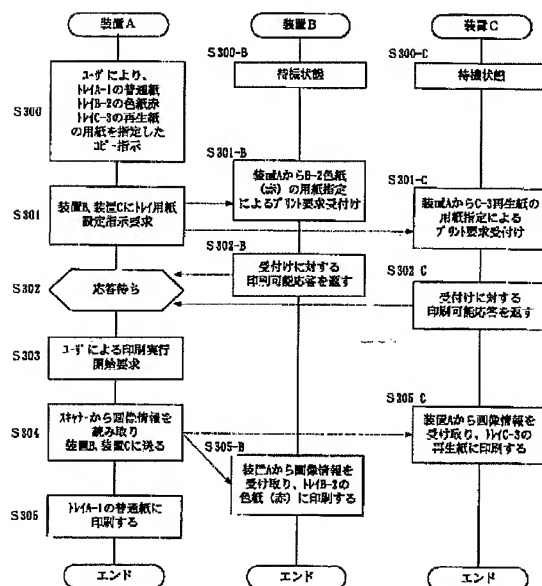 装置A
装置B
装置C
S300
ユーザにより、
トレイA-1の普通紙
トレイB-2の色紙赤
トレイC-3の再生紙
の用紙を指定した
コピー指示
S300-B
待機状態
S300-C
待機状態
S301
装置B、装置Cにトレイ用紙
設定指示要求
S301-B
装置AからB-2色紙
(赤)の用紙指定
によるプリント要求受付け
S301-C
装置AからC-3再生紙の
用紙指定による
プリント要求受付け
S302
応答待ち
S302-B
受付けに対する
印刷可能応答を返す
S302-C
受付けに対する
印刷可能応答を返す
S303
ユーザによる印刷実行
開始要求
S304
スキャナーから画像情報を
読み取り
装置B、装置Cに送る
S305-B
装置Aから画像情報を
受け取り、トレイB-2の
色紙(赤)に印刷する
S305-C
装置Aから画像情報を
受け取り、トレイC-3の
再生紙に印刷する
S305
トレイA-1の普通紙に
印刷する
エンド
エンド
エンド